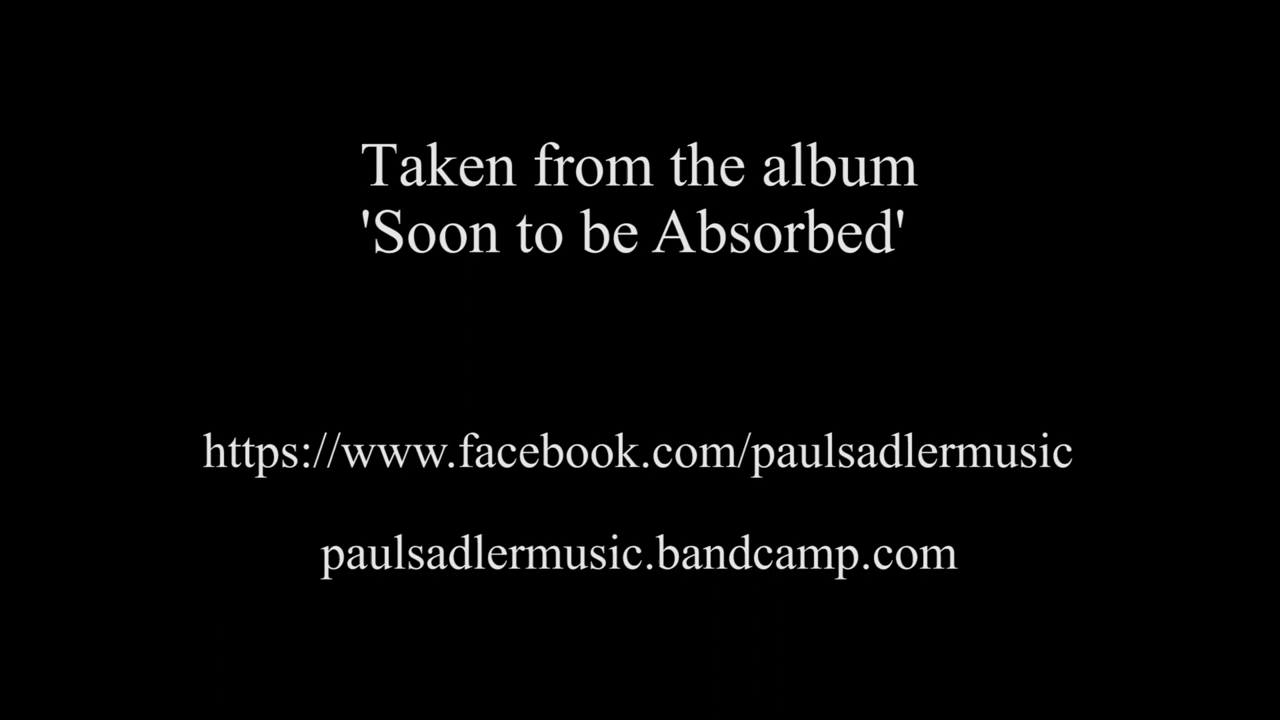 Taken from the album
'Soon to be Absorbed'
https://www.facebook.com/paulsadlermusic
paulsadlermusic.bandcamp.com